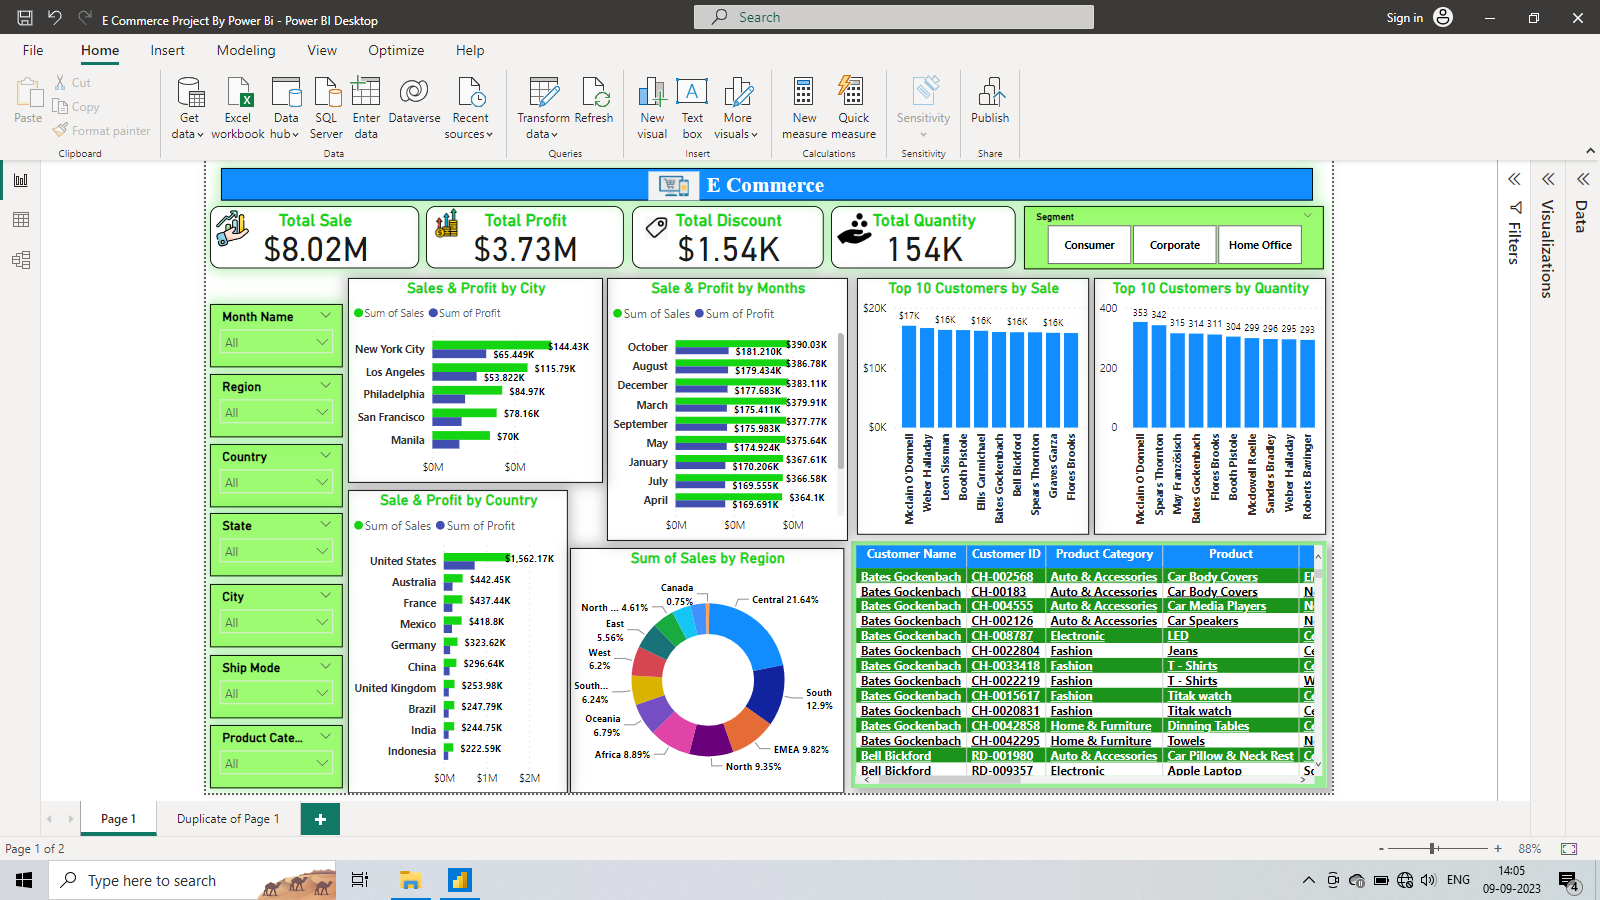 E Commerce Project By Power Bi - Power BI Desktop
Search
Sign in
File
Home
Insert
Modeling
View
Optimize
Help
Paste
Cut
Copy
Format painter
Clipboard
Get data
Excel workbook
Data hub
SQL Server
Enter data
Dataverse
Recent sources
Data
Transform data
Refresh
Queries
New visual
Text box
More visuals
Insert
New measure
Quick measure
Calculations
Sensitivity
Sensitivity
Publish
Share
E Commerce
Total Sale
$8.02M
Total Profit
$3.73M
Total Discount
$1.54K
Total Quantity
154K
Segment
Consumer
Corporate
Home Office
Month Name
All
Region
All
Country
All
State
All
City
All
Ship Mode
All
Product Cate...
All
Sales & Profit by City
Sum of Sales Sum of Profit
New York City $144.43K
$65.449K
Los Angeles $115.79K
$53.822K
Philadelphia $84.97K
San Francisco $78.16K
Manila $70K
$0M $0M
Sale & Profit by Months
Sum of Sales Sum of Profit
October $390.03K
$181.210K
August $386.78K
$179.434K
December $383.11K
$177.683K
March $379.91K
$175.411K
September $377.77K
$175.983K
May $375.64K
$174.924K
January $367.61K
$170.206K
July $366.58K
$169.555K
April $364.1K
$169.691K
$0M $0M $0M
Top 10 Customers by Sale
$20K
$10K
$0K
$17K $16K $16K $16K $16K
Mclain O'Donnell
Weber Halladay
Leon Sissman
Booth Pistole
Ellis Carmichael
Bates Gockenbach
Bell Bickford
Spears Thornton
Graves Garza
Flores Brooks
Top 10 Customers by Quantity
400
200
0
353 342 315 314 311 304 299 296 295 293
Mclain O'Donnell
Spears Thornton
May Französisch
Bates Gockenbach
Flores Brooks
Booth Pistole
Mcdowell Roelle
Sanders Bradley
Weber Halladay
Roberts Bavinger
Sale & Profit by Country
Sum of Sales Sum of Profit
United States $1,562.17K
Australia $442.45K
France $437.44K
Mexico $418.8K
Germany $323.62K
China $296.64K
United Kingdom $253.98K
Brazil $247.79K
India $244.75K
Indonesia $222.59K
$0M $1M $2M
Sum of Sales by Region
Canada
0.75%
Central 21.64%
North ... 4.61%
East
5.56%
West
6.2%
South...
6.24%
Oceania
6.79%
Africa 8.89%
North 9.35%
EMEA 9.82%
South
12.9%
Customer Name Customer ID Product Category Product
Bates Gockenbach CH-002568 Auto & Accessories Car Body Covers
Bates Gockenbach CH-00183 Auto & Accessories Car Body Covers
Bates Gockenbach CH-004555 Auto & Accessories Car Media Players
Bates Gockenbach CH-002126 Auto & Accessories Car Speakers
Bates Gockenbach CH-008787 Electronic LED
Bates Gockenbach CH-0022804 Fashion Jeans
Bates Gockenbach CH-0033418 Fashion T - Shirts
Bates Gockenbach CH-0022219 Fashion T - Shirts
Bates Gockenbach CH-0015617 Fashion Titak watch
Bates Gockenbach CH-0020831 Fashion Titak watch
Bates Gockenbach CH-0042858 Home & Furniture Dinning Tables
Bates Gockenbach CH-0042295 Home & Furniture Towels
Bell Bickford RD-001980 Auto & Accessories Car Pillow & Neck Rest
Bell Bickford RD-009357 Electronic Apple Laptop
Filters
Visualizations
Data
Page 1
Duplicate of Page 1
Page 1 of 2
- + 88%
Type here to search
ENG
14:05
09-09-2023
4